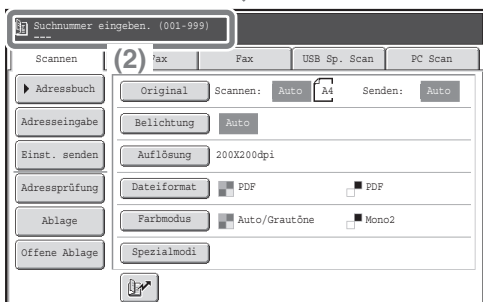 Suchnummer eingeben. (001-999)
---
Scannen (2) Fax Fax USB Sp. Scan PC Scan
Adressbuch Original Scannen: Auto A4 Senden: Auto
Adresseingabe Belichtung Auto
Einst. senden Auflösung 200X200dpi
Adressprüfung Dateiformat PDF PDF
Ablage Farbmodus Auto/Grautöne Mono2
Offene Ablage Spezialmodi